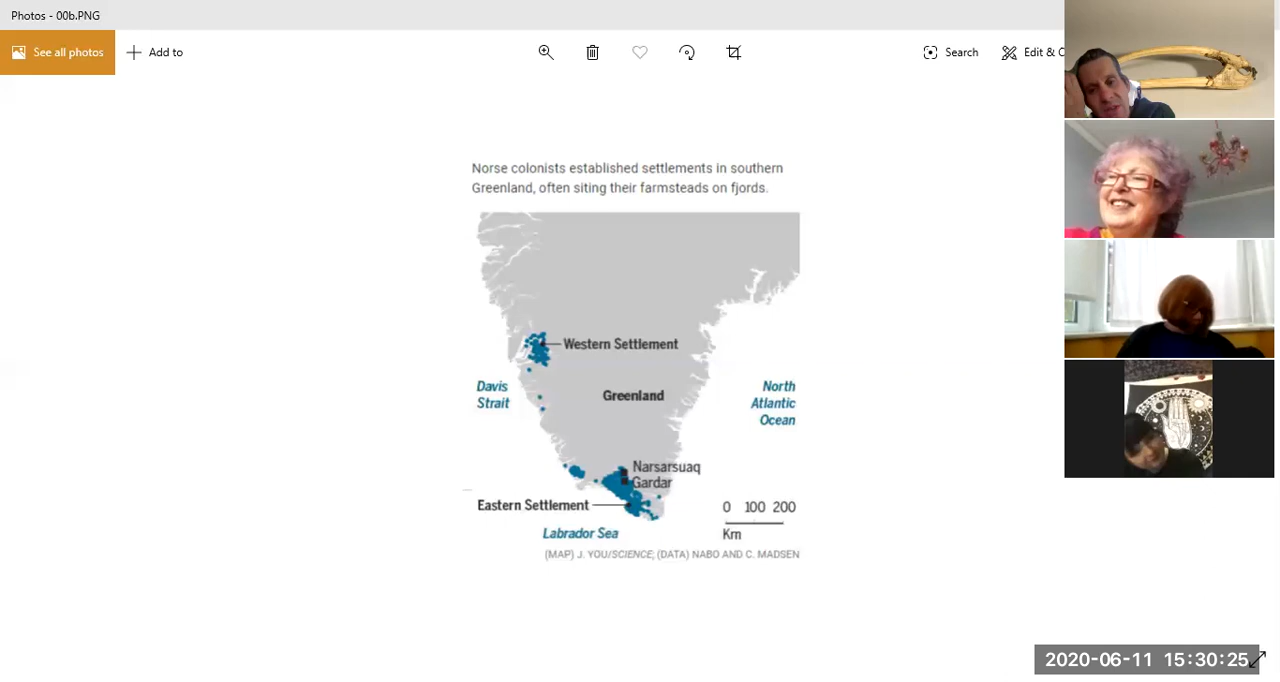 Photos - 00b.PNG
See all photos
Add to
Search
Edit & C
Norse colonists established settlements in southern
Greenland, often siting their farmsteads on fjords.
Western Settlement
Davis
Strait
Greenland
North
Atlantic
Ocean
Narsarsuaq
Gardar
Eastern Settlement
0 100 200
Km
Labrador Sea
(MAP) J. YOU/SCIENCE; (DATA) NABO AND C. MADSEN
2020-06-11 15:30:25